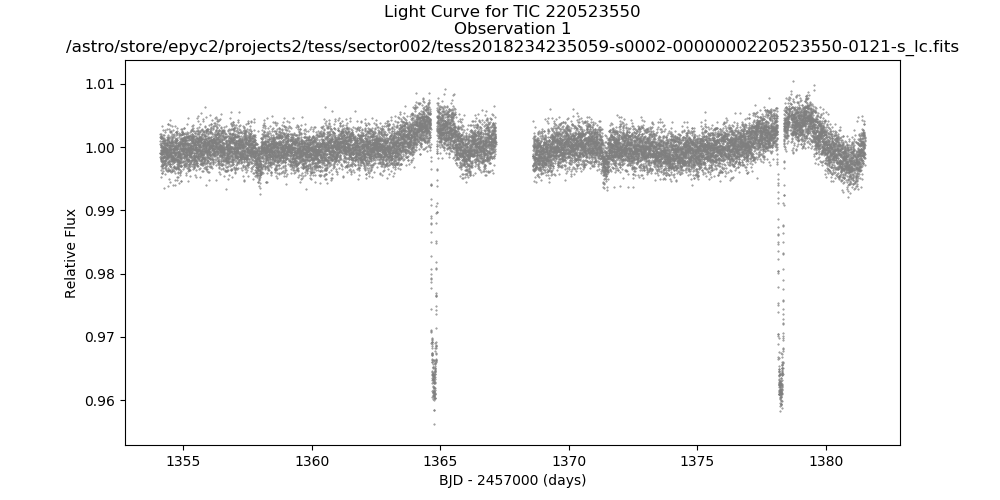 Light Curve for TIC 220523550
Observation 1
/astro/store/epyc2/projects2/tess/sector002/tess2018234235059-s0002-0000000220523550-0121-s_lc.fits
1.01
1.00
0.99
0.98
0.97
0.96
Relative Flux
1355 1360 1365 1370 1375 1380
BJD - 2457000 (days)